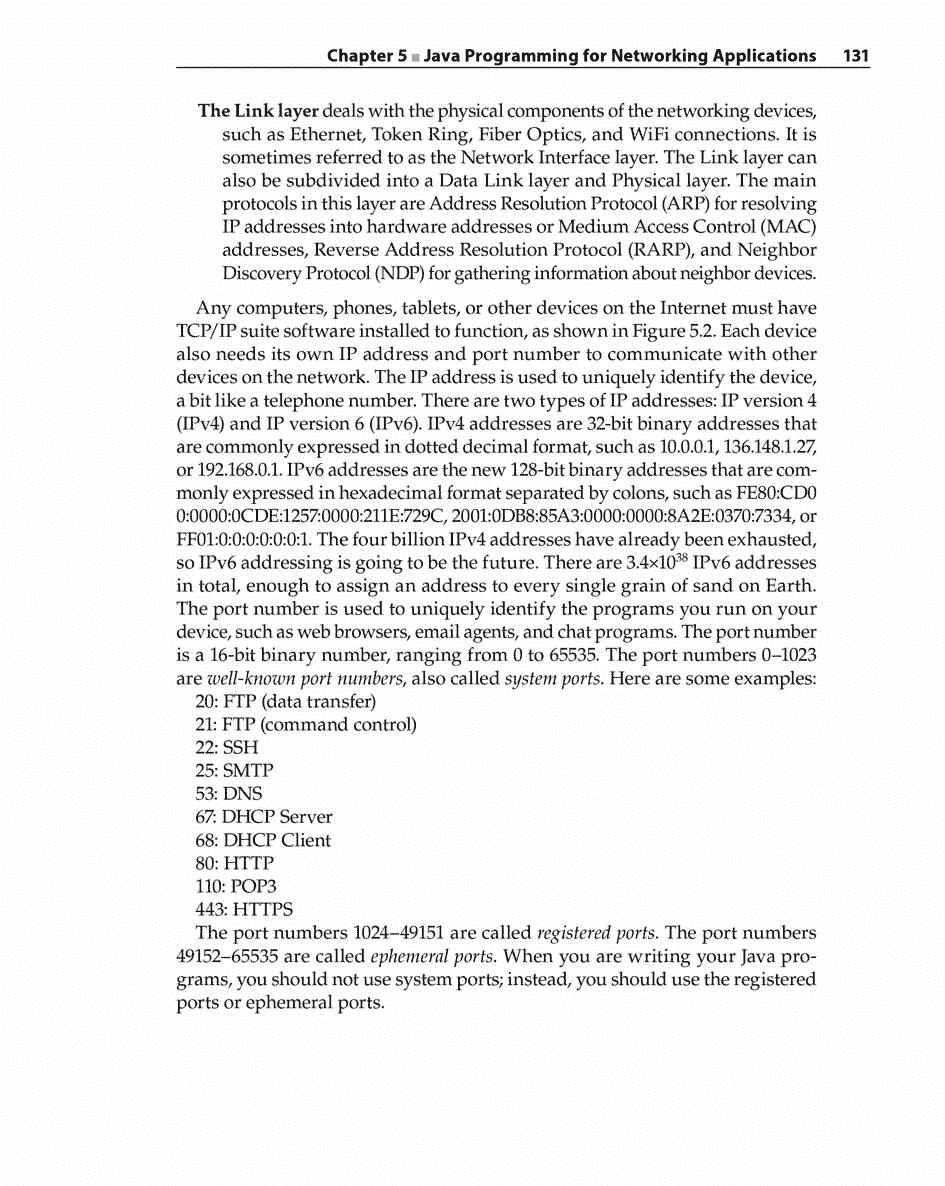 Chapter 5 ■ Java Programming for Networking Applications 131
The Link layer deals with the physical components of the networking devices,
such as Ethernet, Token Ring, Fiber Optics, and WiFi connections. It is
sometimes referred to as the Network Interface layer. The Link layer can
also be subdivided into a Data Link layer and Physical layer. The main
protocols in this layer are Address Resolution Protocol (ARP) for resolving
IP addresses into hardware addresses or Medium Access Control (MAC)
addresses, Reverse Address Resolution Protocol (RARP), and Neighbor
Discovery Protocol (NDP) for gathering information about neighbor devices.
Any computers, phones, tablets, or other devices on the Internet must have
TCP/IP suite software installed to function, as shown in Figure 5.2. Each device
also needs its own IP address and port number to communicate with other
devices on the network. The IP address is used to uniquely identify the device,
a bit like a telephone number. There are two types of IP addresses: IP version 4
(IPv4) and IP version 6 (IPv6). IPv4 addresses are 32-bit binary addresses that
are commonly expressed in dotted decimal format, such as 10.0.0.1, 136.148.1.27,
or 192.168.0.1. IPv6 addresses are the new 128-bit binary addresses that are com-
monly expressed in hexadecimal format separated by colons, such as FE80:CD0
0:0000:0CDE:1257:0000:211E:729C, 2001:0DB8:85A3:0000:0000:8A2E:0370:7334, or
FF01:0:0:0:0:0:0:1. The four billion IPv4 addresses have already been exhausted,
so IPv6 addressing is going to be the future. There are 3.4×10³⁸ IPv6 addresses
in total, enough to assign an address to every single grain of sand on Earth.
The port number is used to uniquely identify the programs you run on your
device, such as web browsers, email agents, and chat programs. The port number
is a 16-bit binary number, ranging from 0 to 65535. The port numbers 0–1023
are well-known port numbers, also called system ports. Here are some examples:
20: FTP (data transfer)
21: FTP (command control)
22: SSH
25: SMTP
53: DNS
67: DHCP Server
68: DHCP Client
80: HTTP
110: POP3
443: HTTPS
The port numbers 1024–49151 are called registered ports. The port numbers
49152–65535 are called ephemeral ports. When you are writing your Java pro-
grams, you should not use system ports; instead, you should use the registered
ports or ephemeral ports.